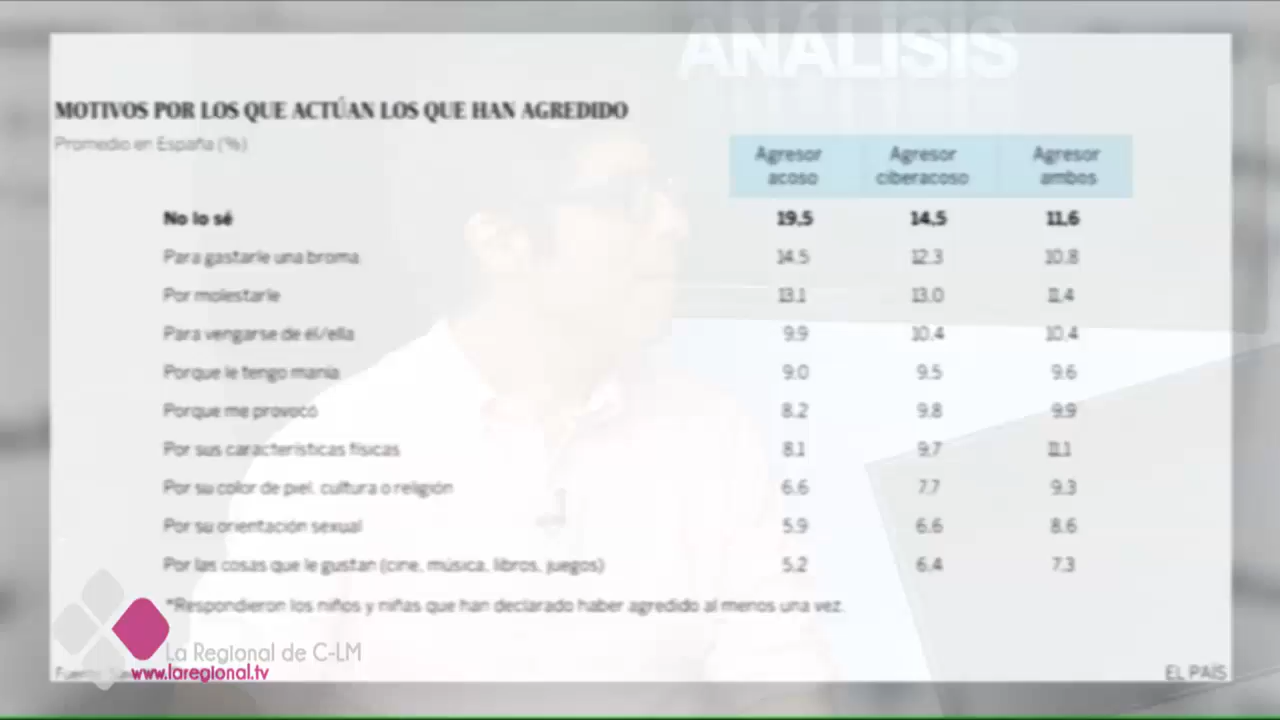 ANÁLISIS
MOTIVOS POR LOS QUE ACTÚAN LOS QUE HAN AGREDIDO
Promedio en España (%)
Agresor acoso Agresor ciberacoso Agresor ambos
No lo sé 19,5 14,5 11,6
Para gastarle una broma 14.5 12.3 10.8
Por molestarle 13.1 13.0 11.4
Para vengarse de él/ella 9.9 10.4 10.4
Porque le tengo manía 9.0 9.5 9.6
Porque me provocó 8.2 9.8 9.9
Por sus características físicas 8.1 9.7 11.1
Por su color de piel, cultura o religión 6.6 7.7 9.3
Por su orientación sexual 5.9 6.6 8.6
Por las cosas que le gustan (cine, música, libros, juegos) 5.2 6.4 7.3
*Respondieron los niños y niñas que han declarado haber agredido al menos una vez.
La Regional de C-LM
www.laregional.tv
EL PAÍS